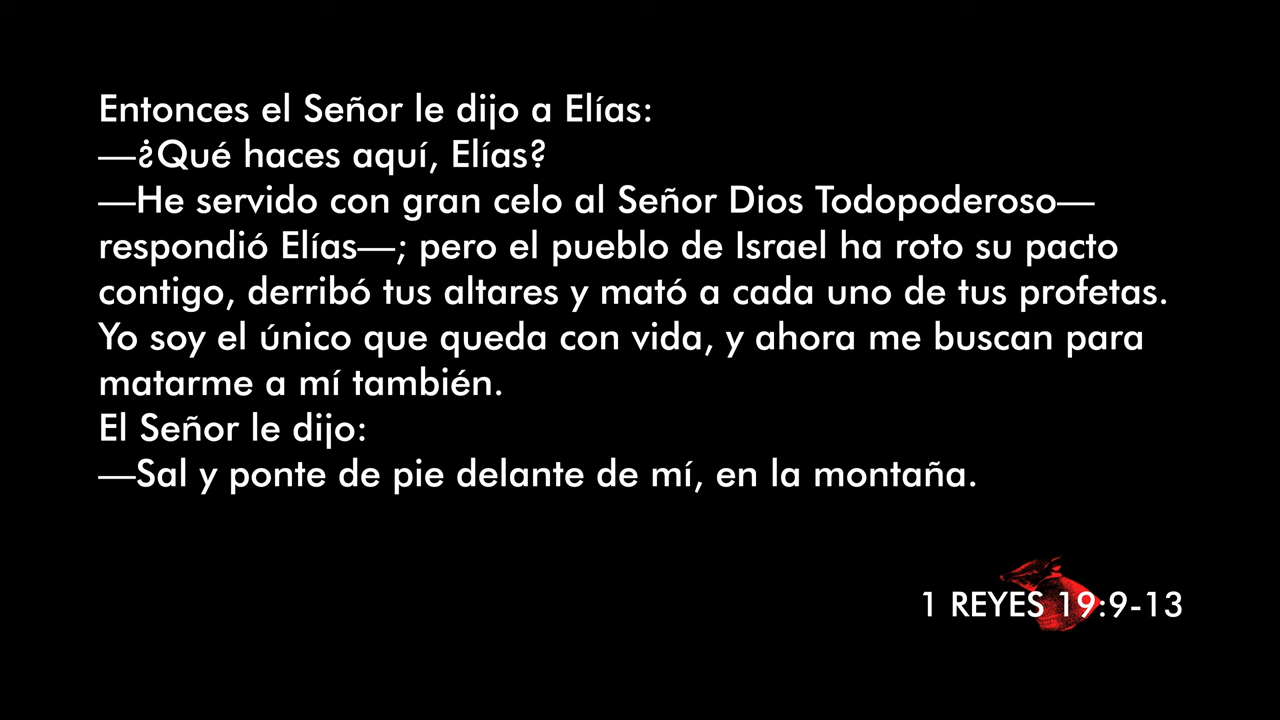 Entonces el Señor le dijo a Elías:
—¿Qué haces aquí, Elías?
—He servido con gran celo al Señor Dios Todopoderoso—
respondió Elías—; pero el pueblo de Israel ha roto su pacto
contigo, derribó tus altares y mató a cada uno de tus profetas.
Yo soy el único que queda con vida, y ahora me buscan para
matarme a mí también.
El Señor le dijo:
—Sal y ponte de pie delante de mí, en la montaña.
1 REYES 19:9-13